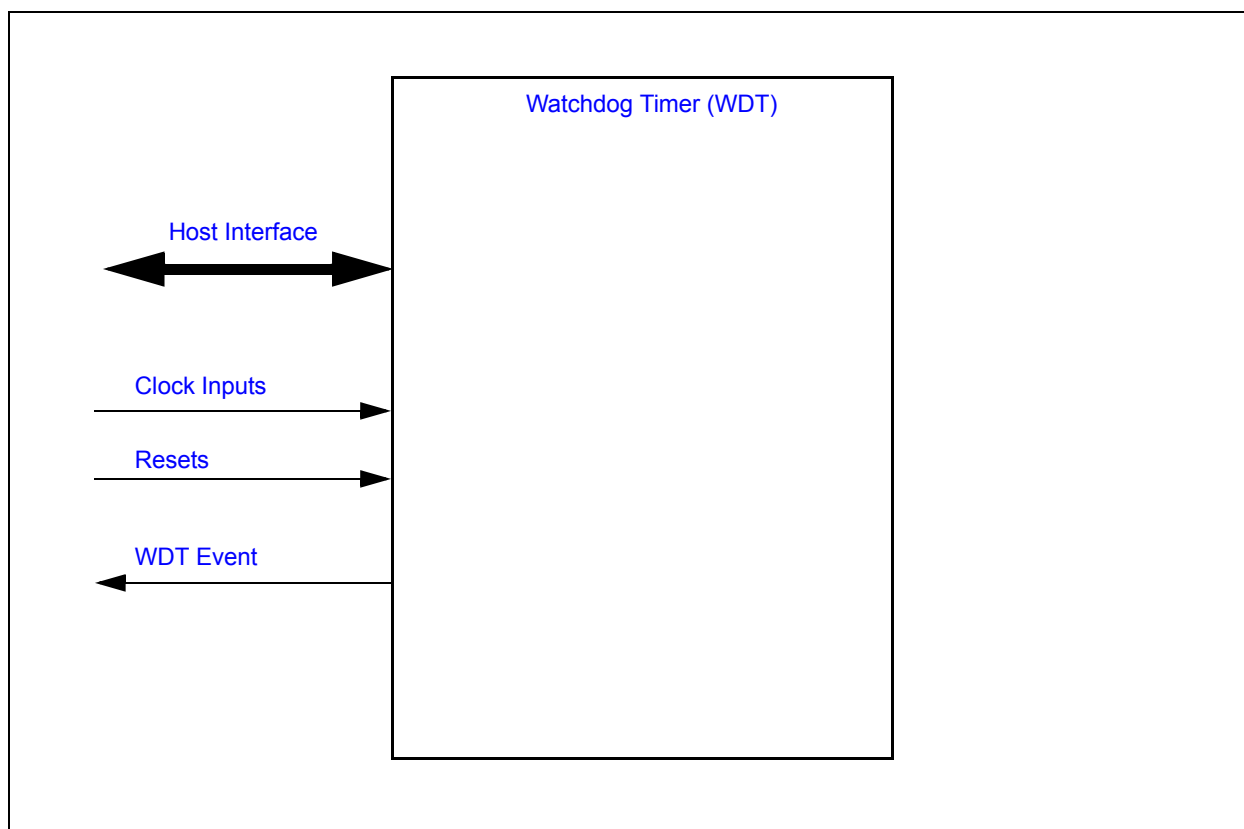 Watchdog Timer (WDT)
Host Interface
Clock Inputs
Resets
WDT Event